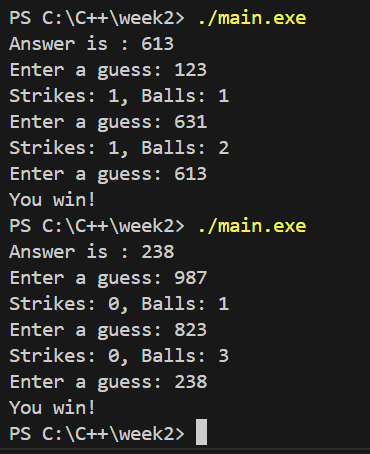 PS C:\C++\week2> ./main.exe
Answer is : 613
Enter a guess: 123
Strikes: 1, Balls: 1
Enter a guess: 631
Strikes: 1, Balls: 2
Enter a guess: 613
You win!
PS C:\C++\week2> ./main.exe
Answer is : 238
Enter a guess: 987
Strikes: 0, Balls: 1
Enter a guess: 823
Strikes: 0, Balls: 3
Enter a guess: 238
You win!
PS C:\C++\week2>